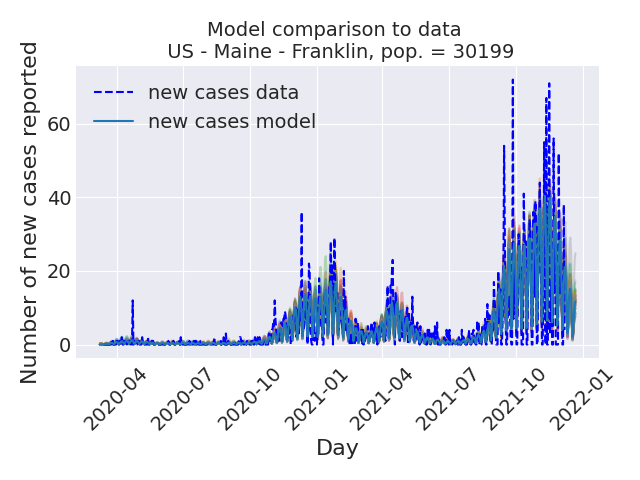 Model comparison to data
US - Maine - Franklin, pop. = 30199
new cases data
new cases model
Number of new cases reported
60
40
20
0
2020-04
2020-07
2020-10
2021-01
2021-04
2021-07
2021-10
2022-01
Day